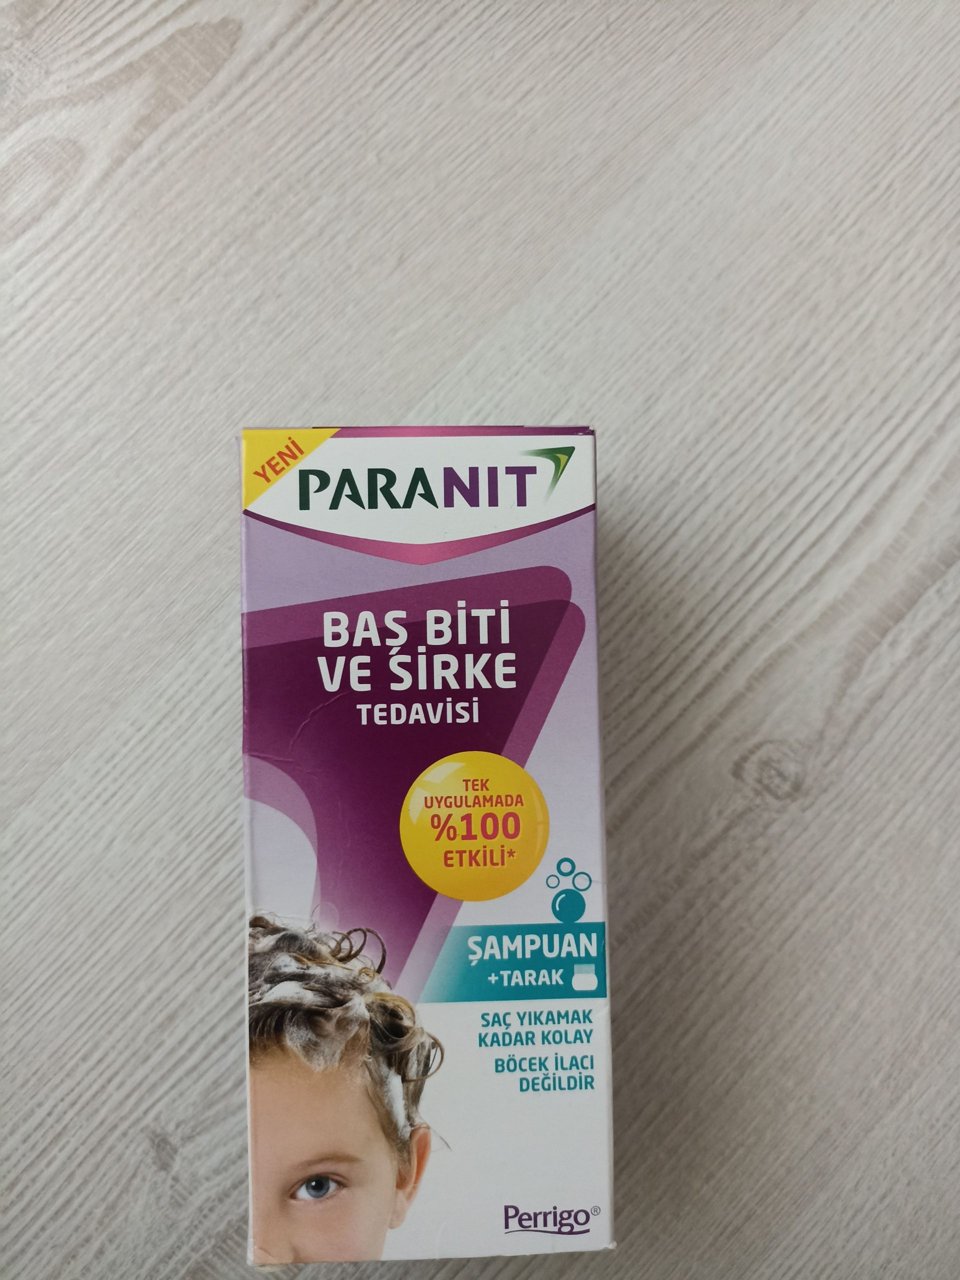 YENİ
PARANIT
BAŞ BİTİ
VE SİRKE
TEDAVİSİ
TEK
UYGULAMADA
%100
ETKİLİ*
ŞAMPUAN
+TARAK
SAÇ YIKAMAK
KADAR KOLAY
BÖCEK İLACI
DEĞİLDİR
Perrigo®